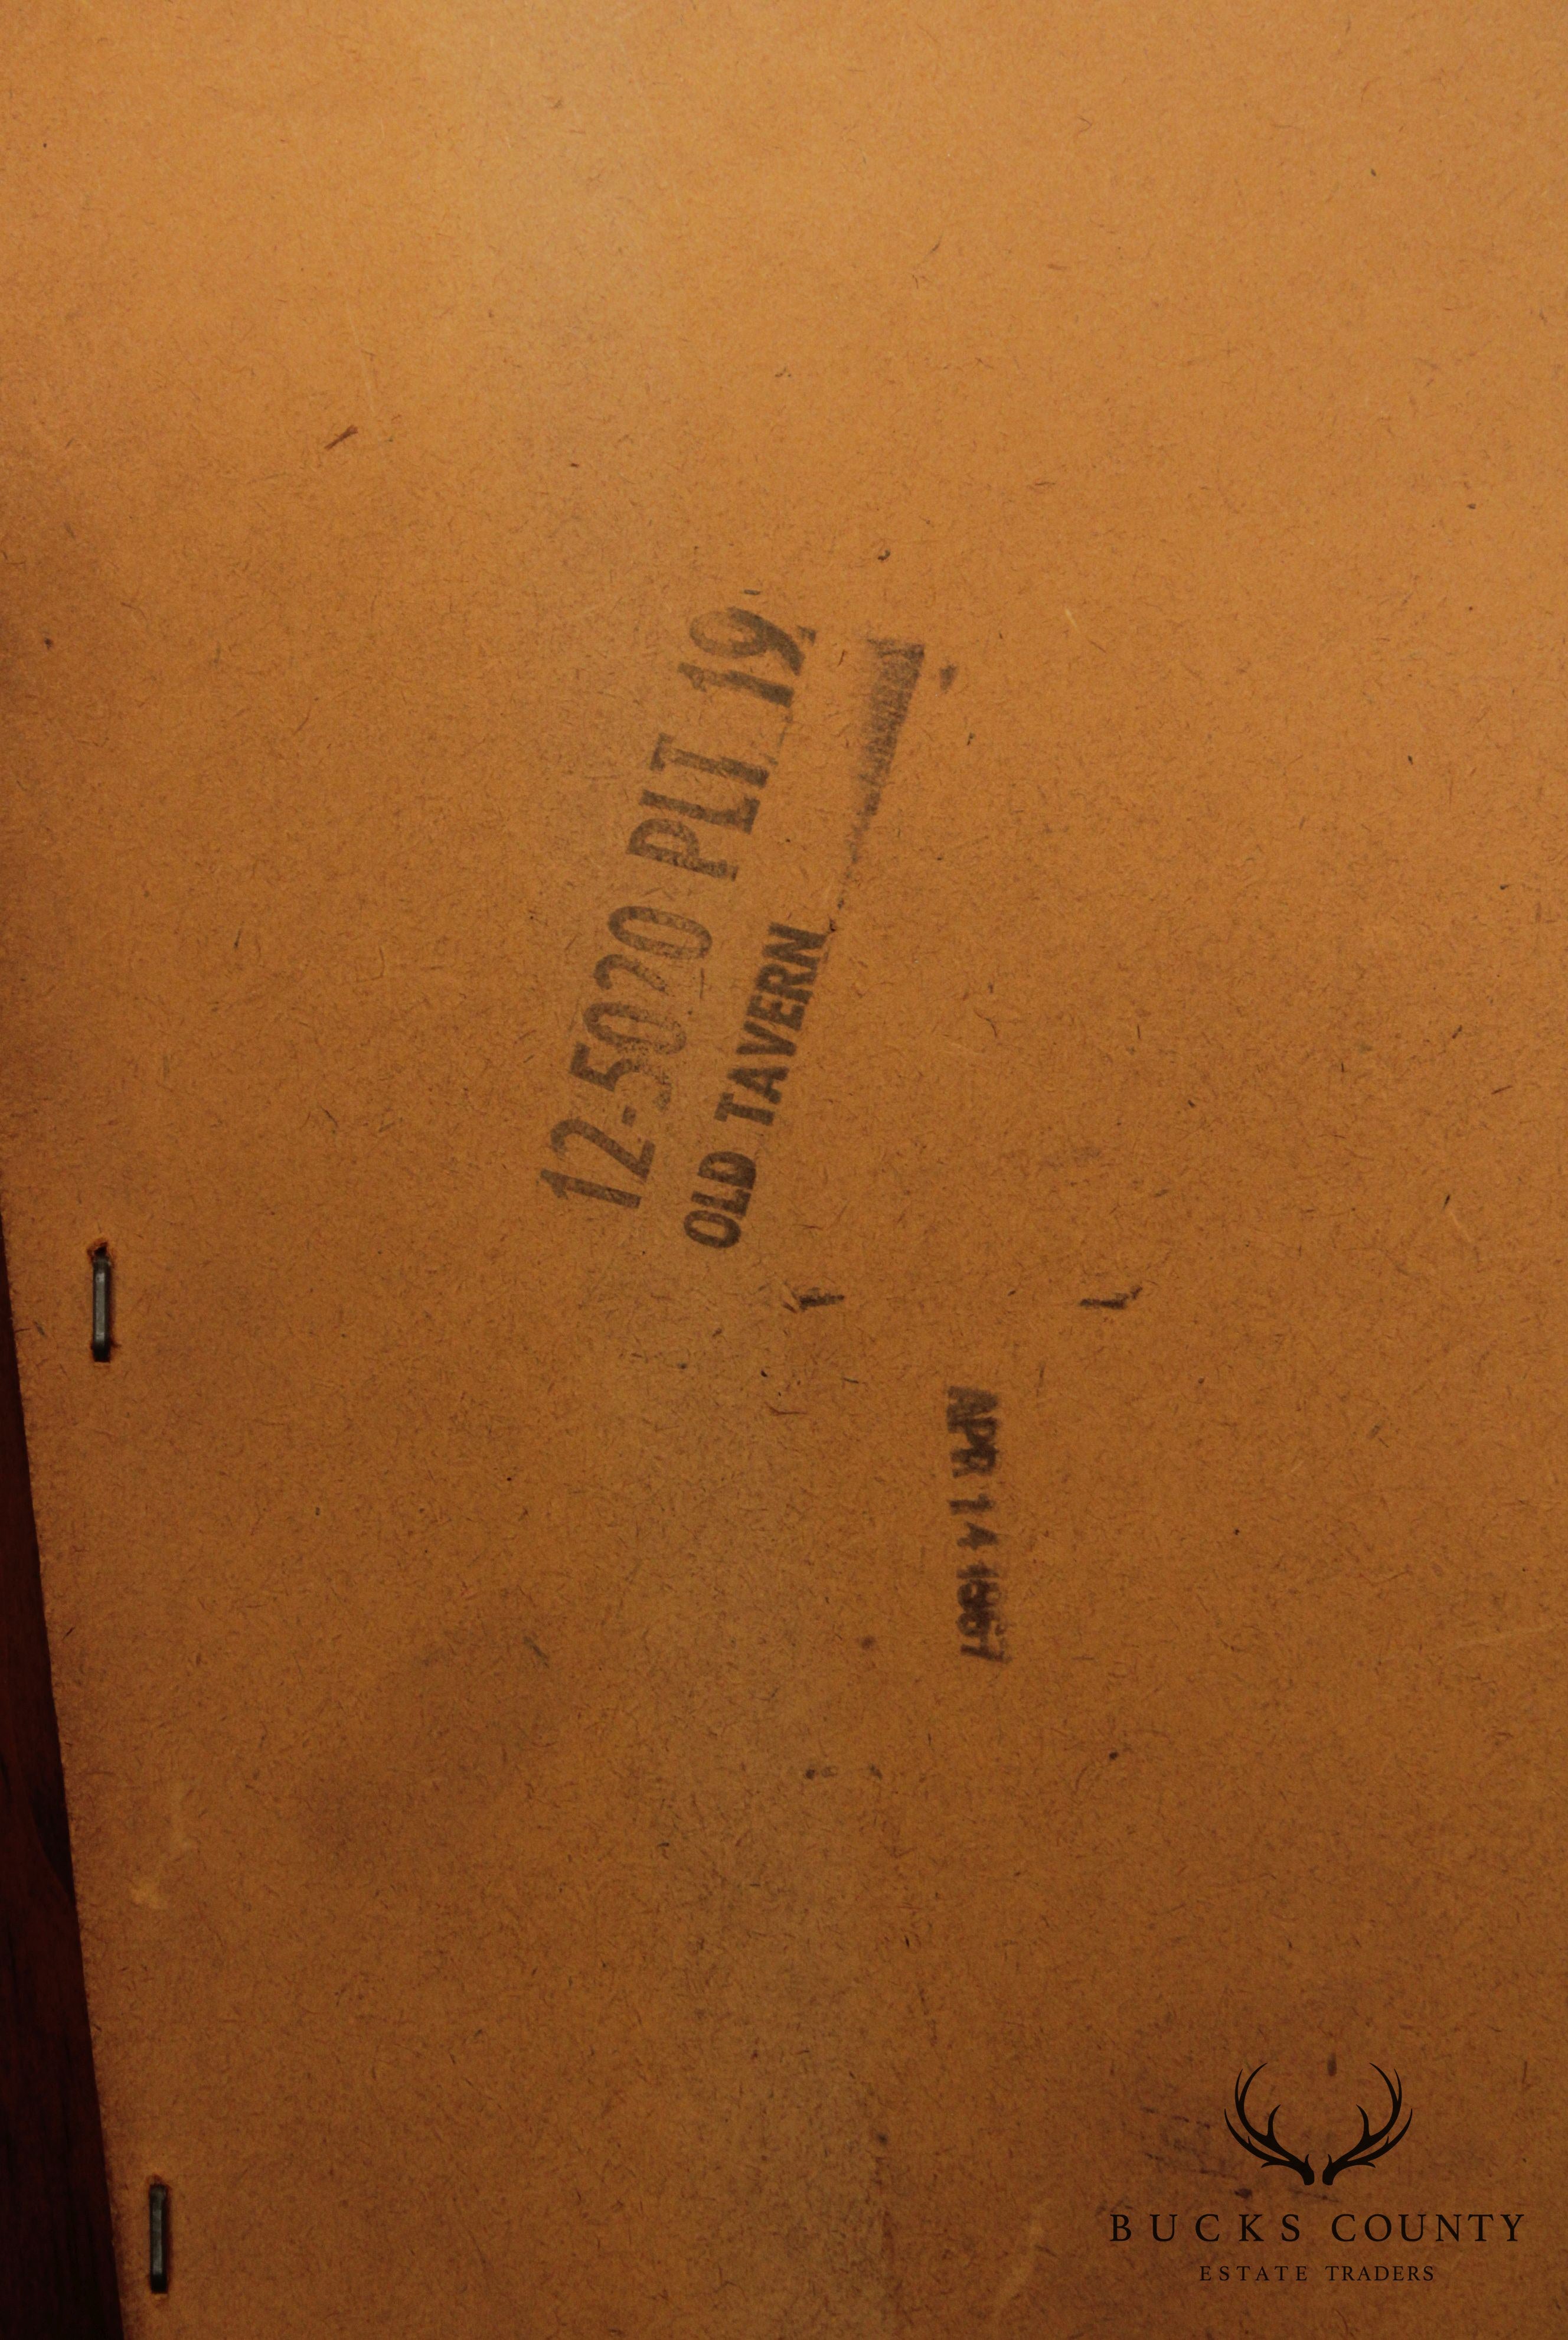 12-5020 PLT 19
OLD TAVERN
APR 14 1967
BUCKS COUNTY
ESTATE TRADERS